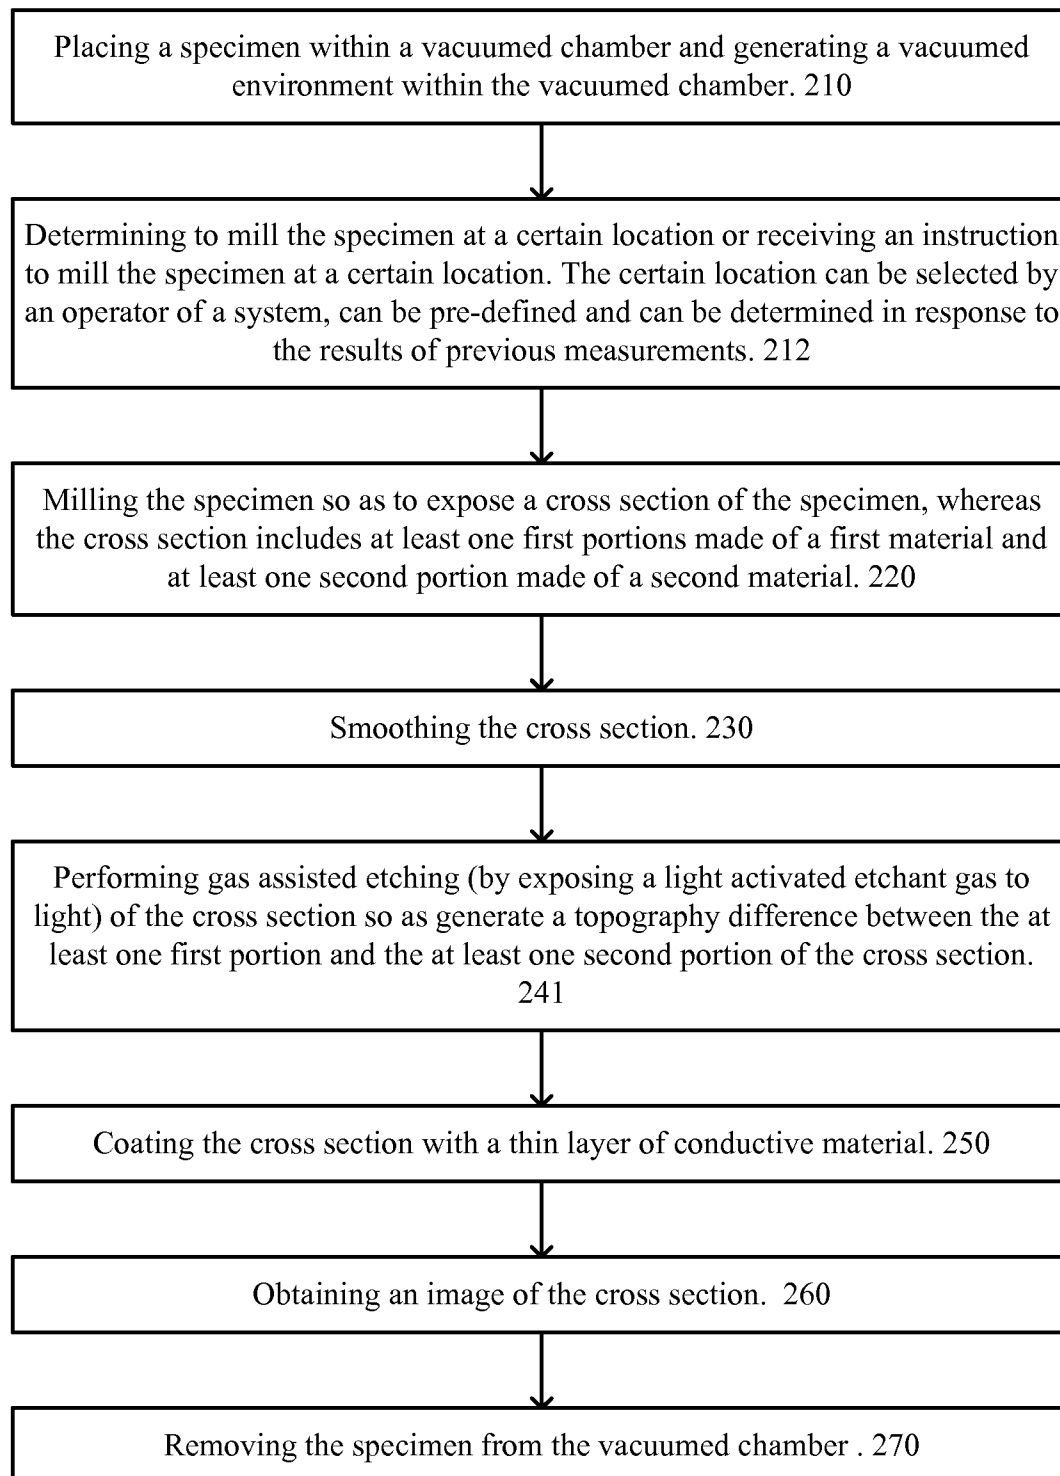 Placing a specimen within a vacuumed chamber and generating a vacuumed
environment within the vacuumed chamber. 210
Determining to mill the specimen at a certain location or receiving an instruction
to mill the specimen at a certain location. The certain location can be selected by
an operator of a system, can be pre-defined and can be determined in response to
the results of previous measurements. 212
Milling the specimen so as to expose a cross section of the specimen, whereas
the cross section includes at least one first portions made of a first material and
at least one second portion made of a second material. 220
Smoothing the cross section. 230
Performing gas assisted etching (by exposing a light activated etchant gas to
light) of the cross section so as generate a topography difference between the at
least one first portion and the at least one second portion of the cross section.
241
Coating the cross section with a thin layer of conductive material. 250
Obtaining an image of the cross section.  260
Removing the specimen from the vacuumed chamber . 270